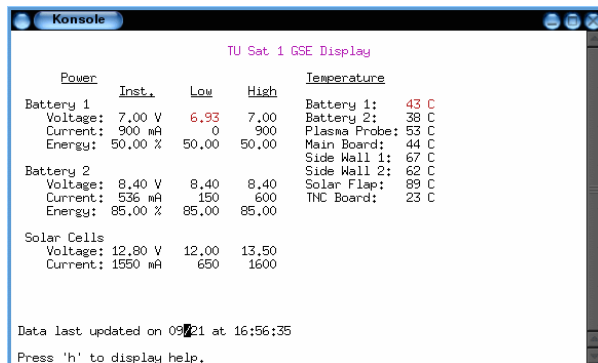 Konsole
TU Sat 1 GSE Display
Power Temperature
Inst. Low High
Battery 1 Battery 1: 43 C
Voltage: 7.00 V 6.93 7.00 Battery 2: 38 C
Current: 900 mA 0 900 Plasma Probe: 53 C
Energy: 50.00 % 50.00 50.00 Main Board: 44 C
Side Wall 1: 67 C
Battery 2 Side Wall 2: 62 C
Voltage: 8.40 V 8.40 8.40 Solar Flap: 89 C
Current: 536 mA 150 600 TNC Board: 23 C
Energy: 85.00 % 85.00 85.00
Solar Cells
Voltage: 12.80 V 12.00 13.50
Current: 1550 mA 650 1600
Data last updated on 09/21 at 16:56:35
Press 'h' to display help.